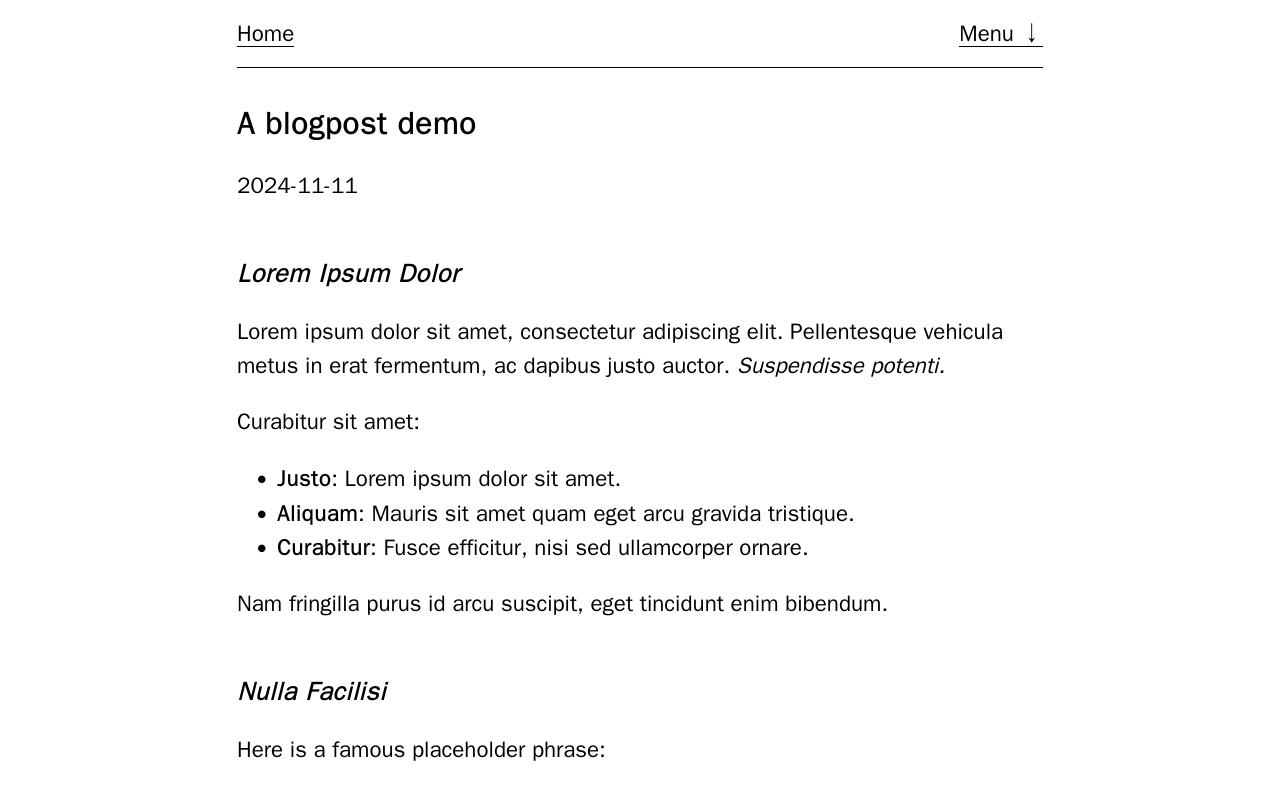 Home
Menu ↓
A blogpost demo
2024-11-11
Lorem Ipsum Dolor
Lorem ipsum dolor sit amet, consectetur adipiscing elit. Pellentesque vehicula
metus in erat fermentum, ac dapibus justo auctor. Suspendisse potenti.
Curabitur sit amet:
• Justo: Lorem ipsum dolor sit amet.
• Aliquam: Mauris sit amet quam eget arcu gravida tristique.
• Curabitur: Fusce efficitur, nisi sed ullamcorper ornare.
Nam fringilla purus id arcu suscipit, eget tincidunt enim bibendum.
Nulla Facilisi
Here is a famous placeholder phrase: